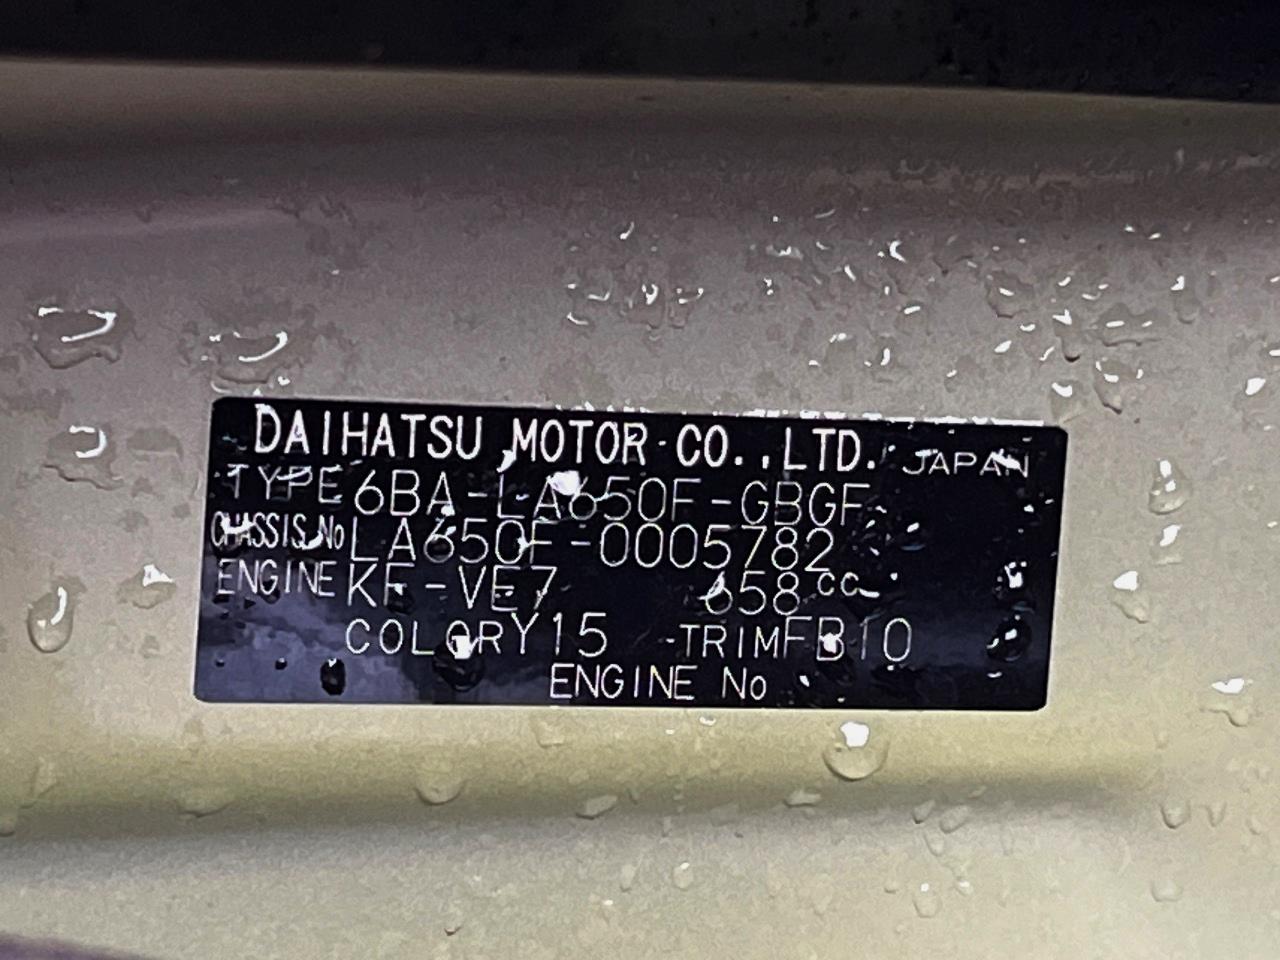 DAIHATSU MOTOR CO.,LTD. JAPAN
TYPE 6BA-LA650F-GBGF
CHASSIS.No LA650F-0005782
ENGINE KF-VE7 658cc
COLOR Y15 TRIM FB10
ENGINE No